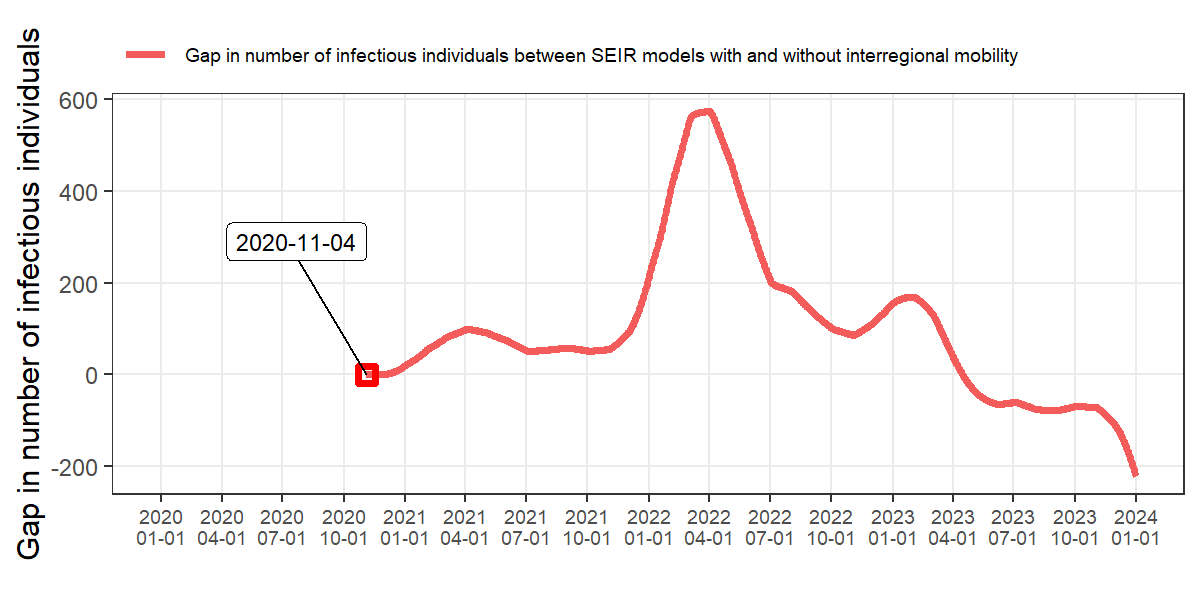 Gap in number of infectious individuals between SEIR models with and without interregional mobility
Gap in number of infectious individuals
600
400
200
0
-200
2020-11-04
2020 2020 2020 2020 2021 2021 2021 2021 2022 2022 2022 2022 2023 2023 2023 2023 2024
01-01 04-01 07-01 10-01 01-01 04-01 07-01 10-01 01-01 04-01 07-01 10-01 01-01 04-01 07-01 10-01 01-01